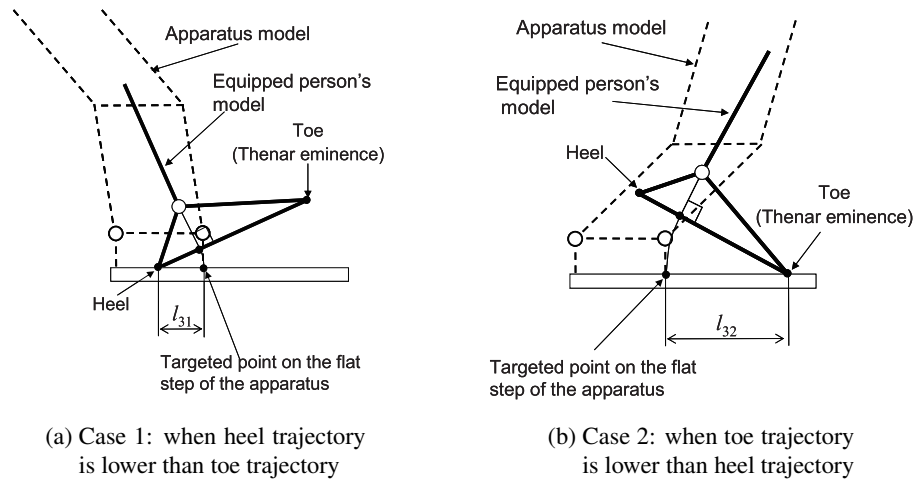 Apparatus model
Equipped person's
model
Toe
(Thenar eminence)
Heel
l31
Targeted point on the flat
step of the apparatus
(a) Case 1: when heel trajectory
is lower than toe trajectory
Apparatus model
Equipped person's
model
Heel
Toe
(Thenar eminence)
l32
Targeted point on the flat
step of the apparatus
(b) Case 2: when toe trajectory
is lower than heel trajectory